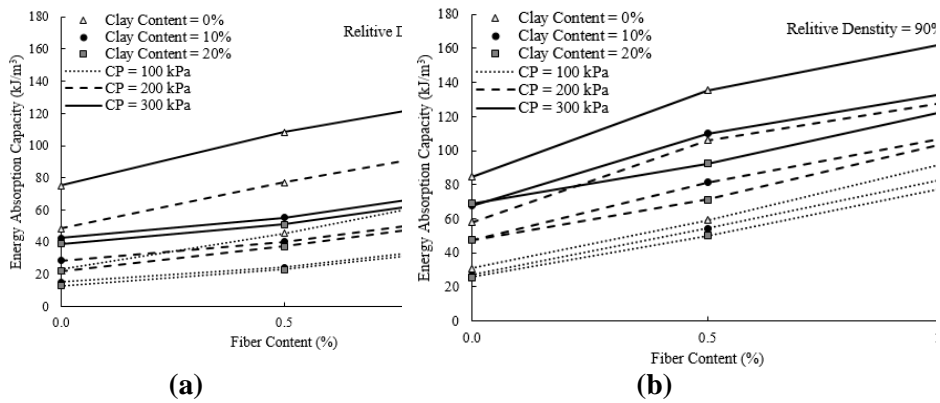 180
160
140
120
100
80
60
40
20
0
Energy Absorption Capacity (kJ/m³)
Clay Content = 0%
Clay Content = 10%
Clay Content = 20%
CP = 100 kPa
CP = 200 kPa
CP = 300 kPa
Relitive D
0.0
0.5
Fiber Content (%)
(a)
180
160
140
120
100
80
60
40
20
0
Energy Absorption Capacity (kJ/m³)
Clay Content = 0%
Clay Content = 10%
Clay Content = 20%
CP = 100 kPa
CP = 200 kPa
CP = 300 kPa
Relitive Denstity = 90%
0.0
0.5
Fiber Content (%)
(b)